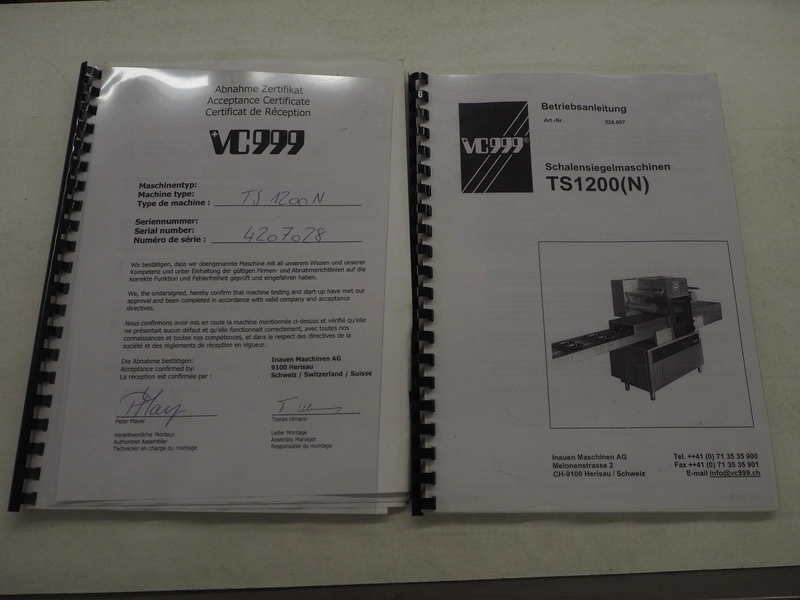 Abnahme Zertifikat
Acceptance Certificate
Certificat de Réception
VC999
Maschinentyp:
Machine type:
Type de machine : TS 1200 N
Seriennummer:
Serial number:
Numéro de série : 4207028
Wir bestätigen, dass wir obengenannte Maschine mit all unserem Wissen und unserer
Kompetenz und unter Einhaltung der gültigen Firmen- und Abnahmerichtlinien auf die
korrekte Funktion und Fehlerfreiheit geprüft und eingefahren haben.
We, the undersigned, hereby confirm that machine testing and start-up have met our
approval and been completed in accordance with valid company and acceptance
directives.
Nous confirmons avoir mis en route la machine mentionnée ci-dessus et vérifié qu'elle
ne présentait aucun défaut et qu'elle fonctionnait correctement, avec toutes nos
connaissances et toutes nos compétences, et dans le respect des directives de la
société et des règlements de réception en vigueur.
Die Abnahme bestätigen:
Acceptance confirmed by:
La réception est confirmée par :
Inauen Maschinen AG
9100 Herisau
Schweiz / Switzerland / Suisse
Peter Mayer
Verantwortliche Monteur
Authorized Assembler
Technicien en charge du montage
Tomas Ulmann
Leiter Montage
Assembly Manager
Responsable du montage
VC999®
Betriebsanleitung
Art.-Nr. 528.697
Schalensiegelmaschinen
TS1200(N)
Inauen Maschinen AG
Melonenstrasse 2
CH-9100 Herisau / Schweiz
Tel. ++41 (0) 71 35 35 900
Fax ++41 (0) 71 35 35 901
E-mail info@vc999.ch